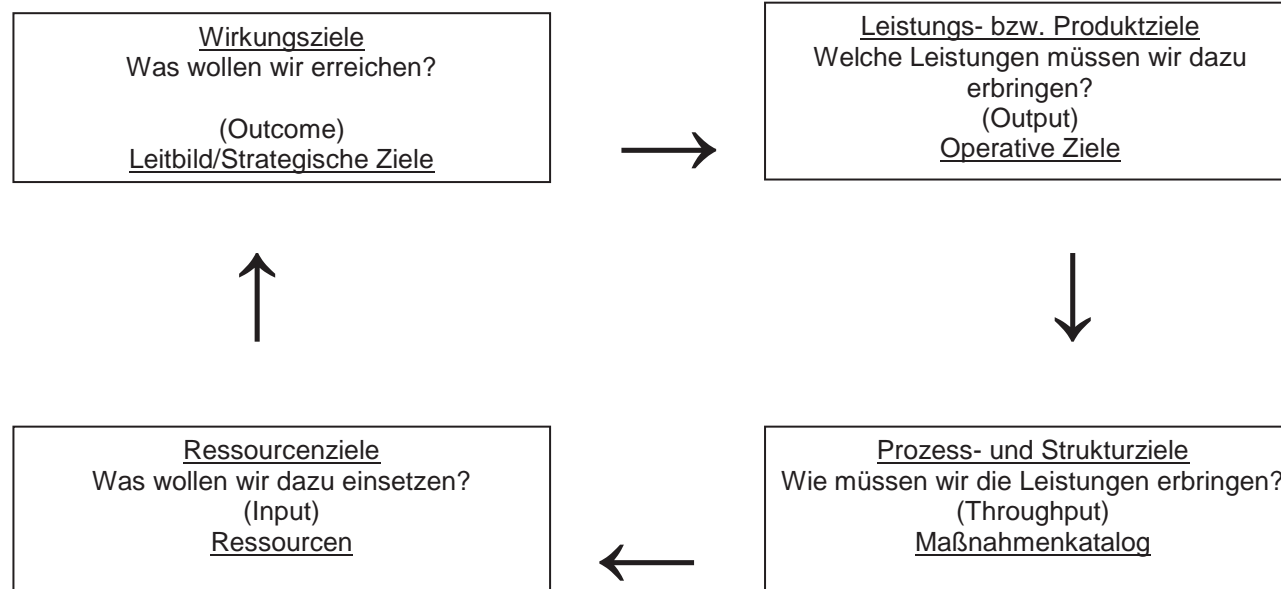 Wirkungsziele
Was wollen wir erreichen?
(Outcome)
Leitbild/Strategische Ziele
Leistungs- bzw. Produktziele
Welche Leistungen müssen wir dazu
erbringen?
(Output)
Operative Ziele
Ressourcenziele
Was wollen wir dazu einsetzen?
(Input)
Ressourcen
Prozess- und Strukturziele
Wie müssen wir die Leistungen erbringen?
(Throughput)
Maßnahmenkatalog